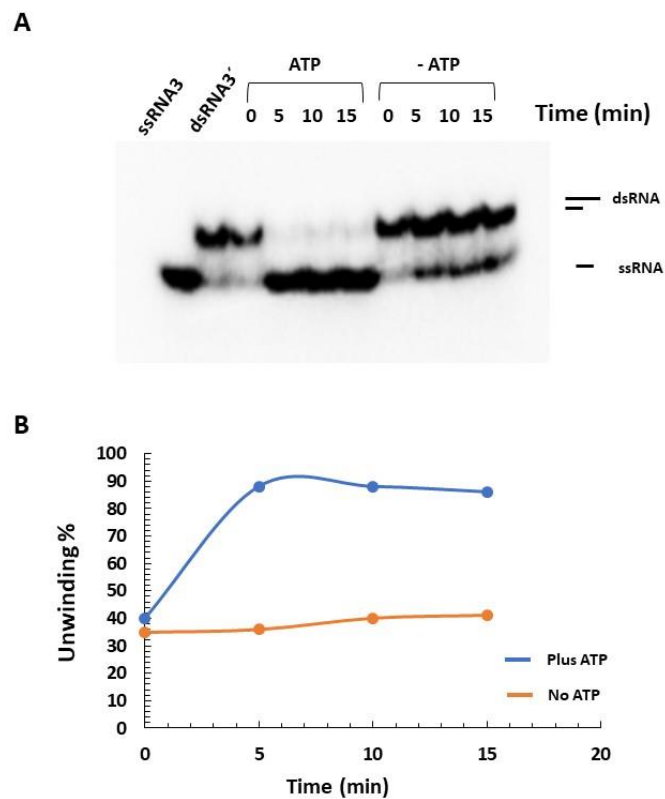 A
ssRNA3
dsRNA3´
ATP
- ATP
0 5 10 15
0 5 10 15
Time (min)
dsRNA
ssRNA
B
100
90
80
70
60
50
40
30
20
10
0
Unwinding %
Plus ATP
No ATP
0 5 10 15 20
Time (min)